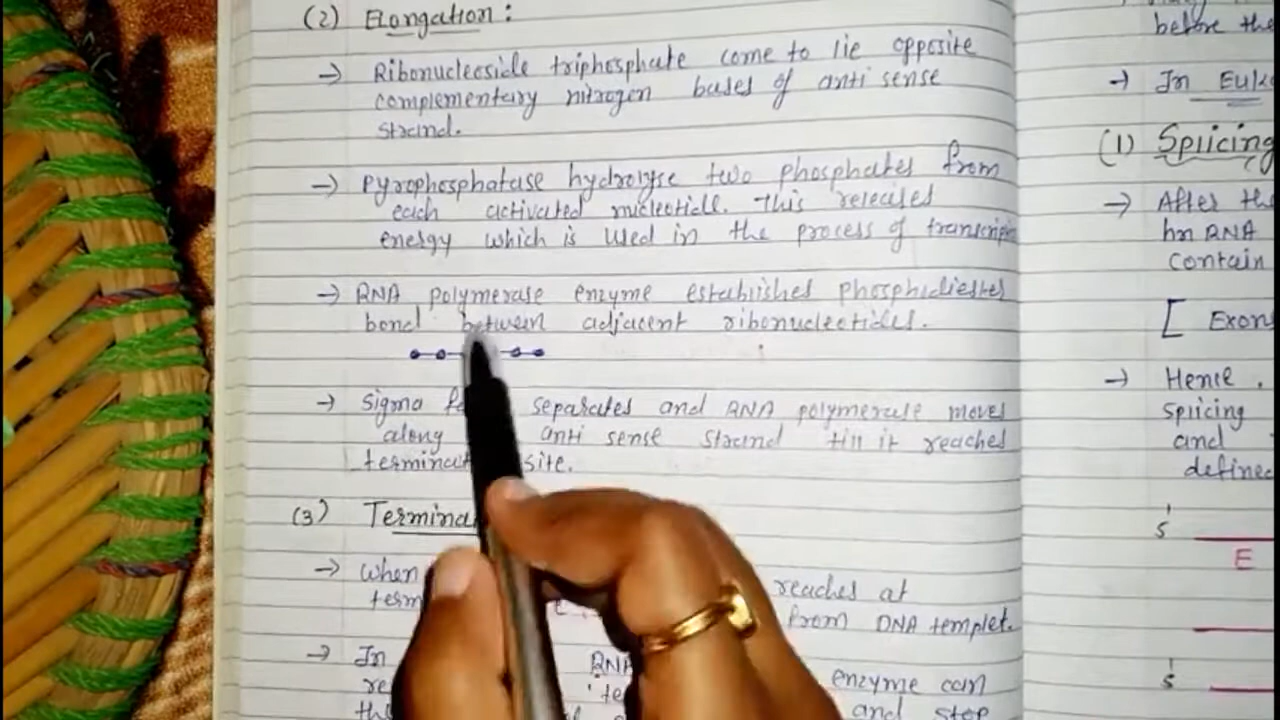 (2) Elongation :
→ Ribonucleoside triphosphate come to lie opposite
complementary nitrogen bases of anti sense
strand.
→ Pyrophosphatase hydrolyse two phosphates from
each activated nucleotide. This releases
energy which is used in the process of
→ RNA polymerase enzyme establishes phosphodiester
bond between adjacent ribonucleotides.
→ Sigma separates and RNA polymerase moves
along anti sense strand till it reaches
site.
(3)
→ When reaches at
from DNA templet.
→ In RNA enzyme can
the and stop
before the
→ In
(1) Splicing
→ After the
hn RNA
contain
[ Exons
→ Hence,
splicing
and
defined
5'
E
5'